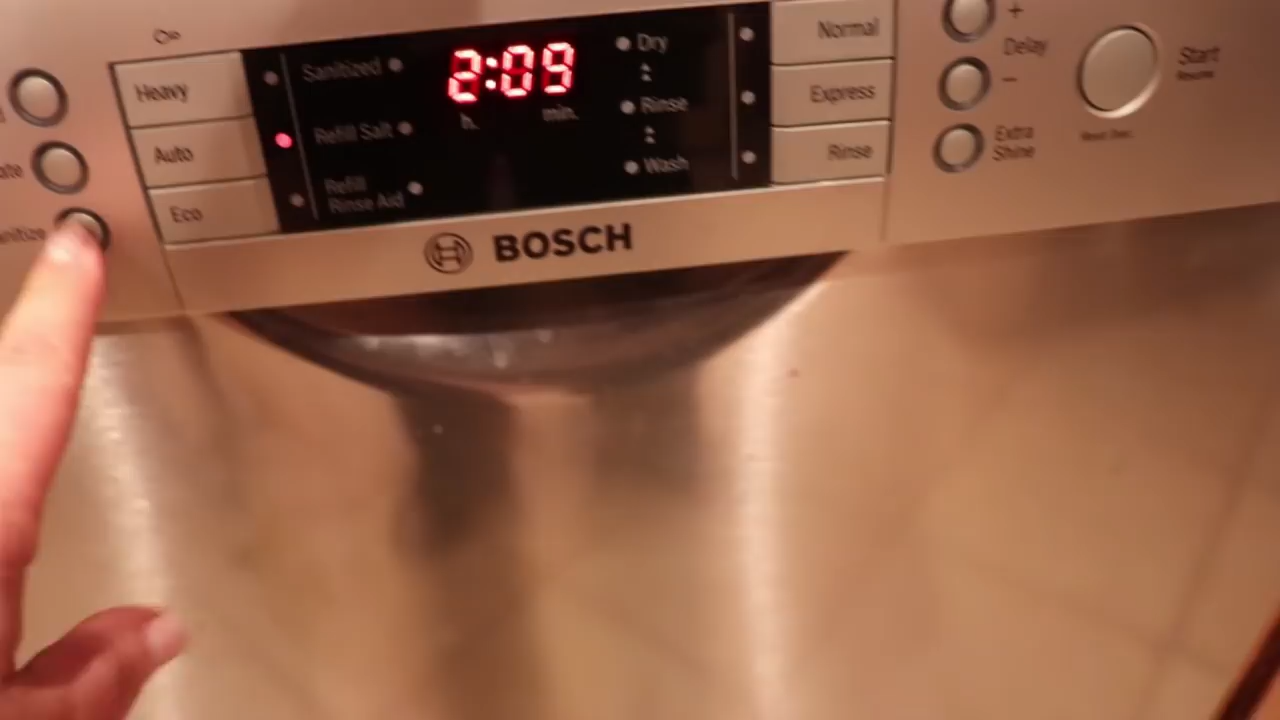 Heavy
Auto
Eco
Sanitized
Refill Salt
Refill
Rinse Aid
2:09
h.
min.
Dry
Rinse
Wash
Normal
Express
Rinse
+
Delay
−
Extra
Shine
Start
BOSCH